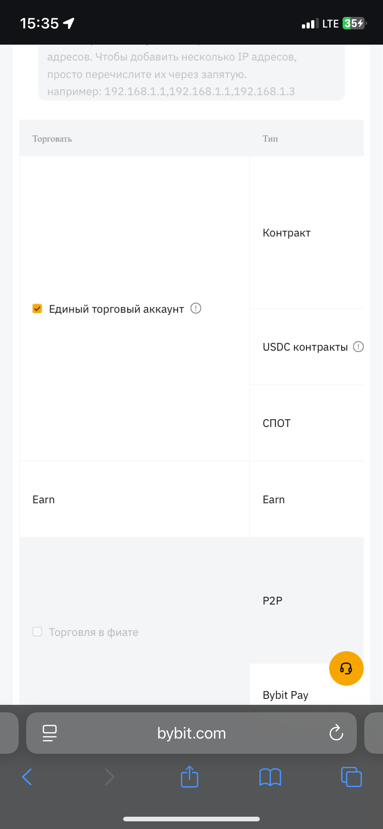 15:35
LTE 35
адресов. Чтобы добавить несколько IP адресов,
просто перечислите их через запятую.
например: 192.168.1.1,192.168.1.1,192.168.1.3
Торговать
Тип
Контракт
Единый торговый аккаунт
USDC контракты
СПОТ
Earn
Earn
P2P
Торговля в фиате
Bybit Pay
bybit.com